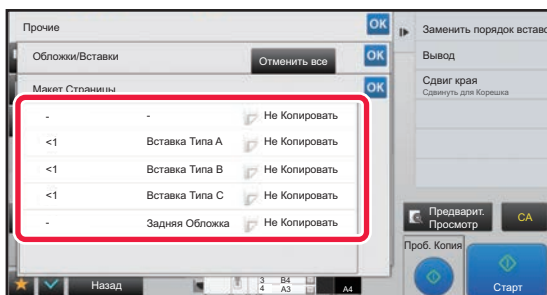 Прочие
OK
Обложки/Вставки
Отменить все
OK
Макет Страницы
OK
-
-
Не Копировать
<1
Вставка Типа A
Не Копировать
<1
Вставка Типа B
Не Копировать
<1
Вставка Типа C
Не Копировать
-
Задняя Обложка
Не Копировать
Назад
3 B4
4 A3
A4
Заменить порядок вставо
Вывод
Сдвиг края
Сдвинуть для Корешка
Предварит.
Просмотр
CA
Проб. Копия
Старт